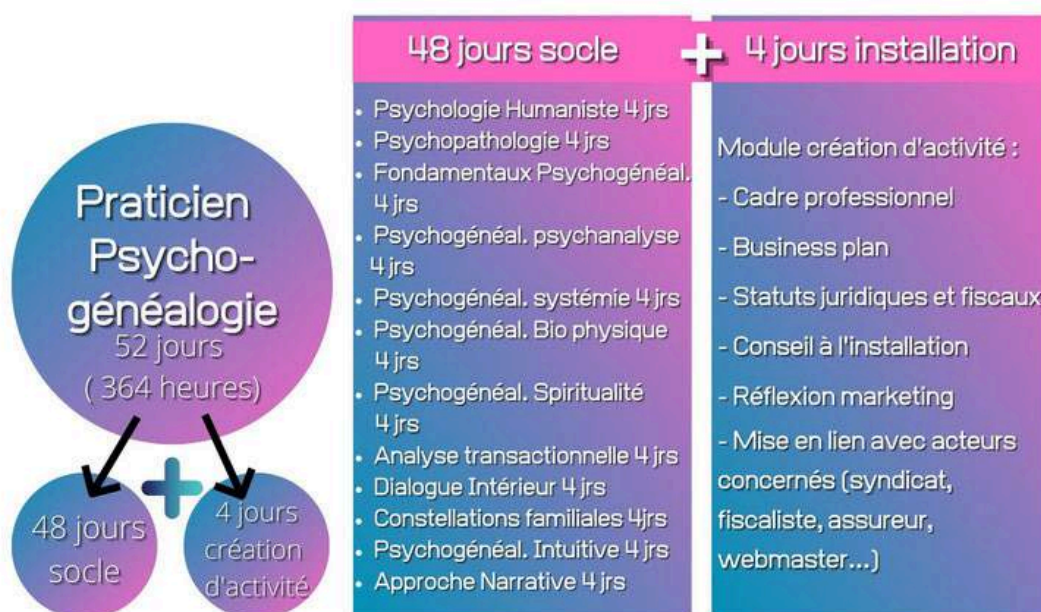 Praticien
Psycho-
généalogie
52 jours
( 364 heures)
48 jours
socle
+
4 jours
création
d'activité
48 jours socle
+
4 jours installation
• Psychologie Humaniste 4 jrs
• Psychopathologie 4 jrs
• Fondamentaux Psychogénéal.
4 jrs
• Psychogénéal. psychanalyse
4 jrs
• Psychogénéal. systémie 4 jrs
• Psychogénéal. Bio physique
4 jrs
• Psychogénéal. Spiritualité
4 jrs
• Analyse transactionnelle 4 jrs
• Dialogue Intérieur 4 jrs
• Constellations familiales 4jrs
• Psychogénéal. Intuitive 4 jrs
• Approche Narrative 4 jrs
Module création d'activité :
- Cadre professionnel
- Business plan
- Statuts juridiques et fiscaux
- Conseil à l'installation
- Réflexion marketing
- Mise en lien avec acteurs
concernés (syndicat,
fiscaliste, assureur,
webmaster...)